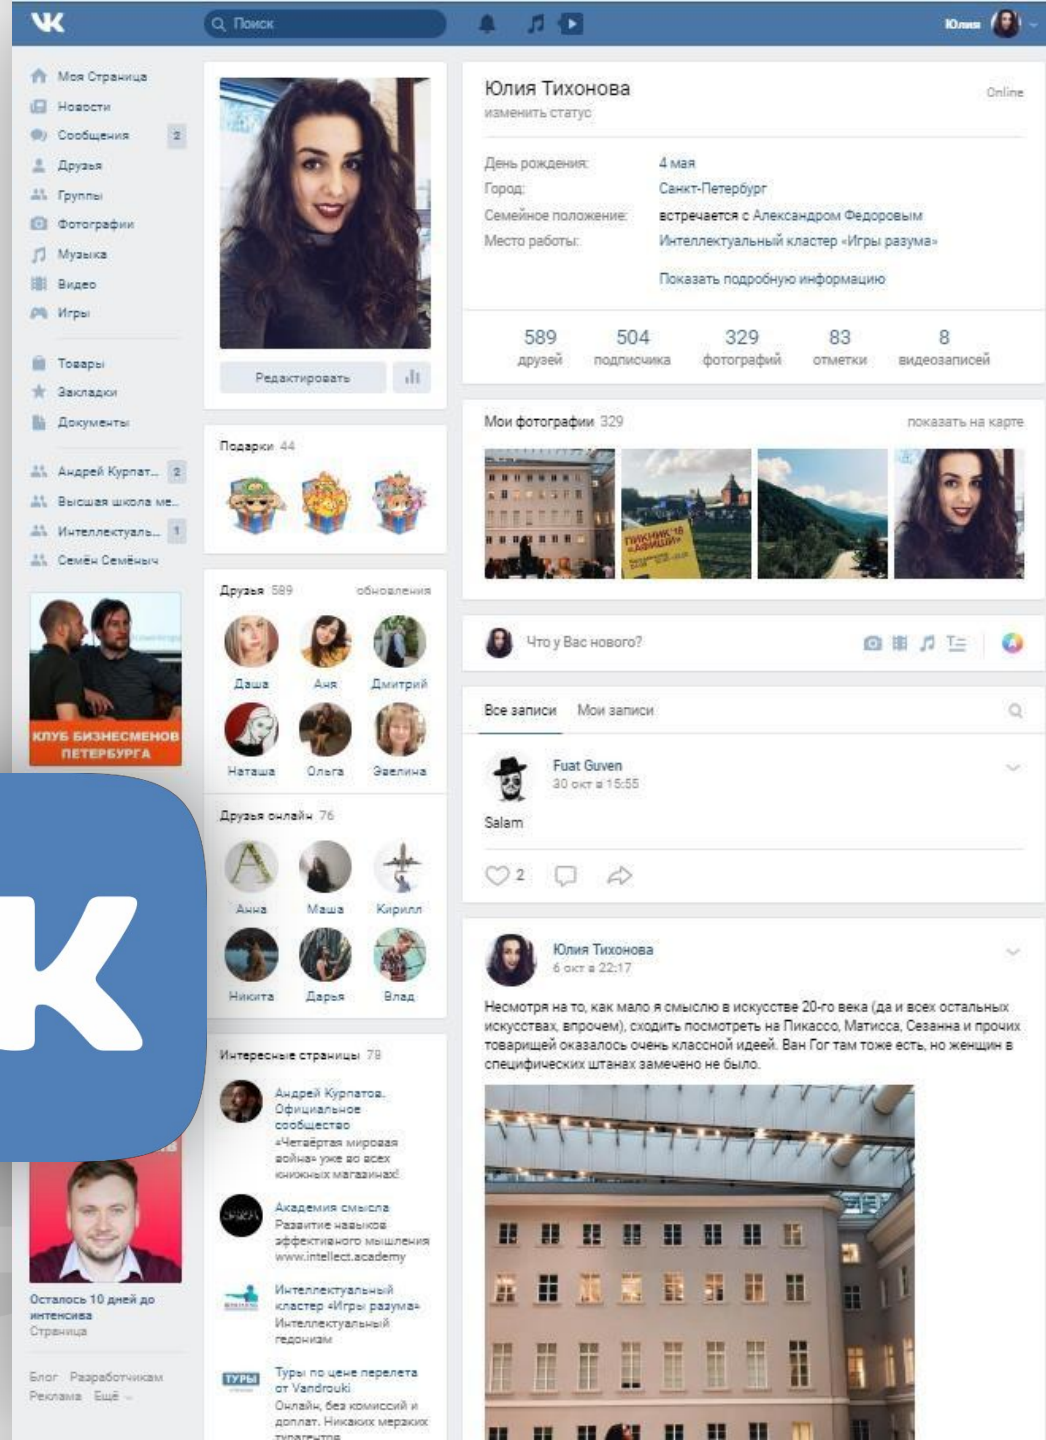 Поиск
Юлия
Моя Страница
Новости
Сообщения 2
Друзья
Группы
Фотографии
Музыка
Видео
Игры
Товары
Закладки
Документы
Андрей Курпат... 2
Высшая школа ме...
Интеллектуаль... 1
Семён Семёныч
КЛУБ БИЗНЕСМЕНОВ
ПЕТЕРБУРГА
Осталось 10 дней до
интенсива
Страница
Блог Разработчикам
Реклама Ещё
Редактировать
Подарки 44
Друзья 589 обновления
Даша Аня Дмитрий
Наташа Ольга Эвелина
Друзья онлайн 76
Анна Маша Кирилл
Никита Дарья Влад
Интересные страницы 78
Андрей Курпатов.
Официальное
сообщество
«Четвёртая мировая
война» уже во всех
книжных магазинах!
Академия смысла
Развитие навыков
эффективного мышления
www.intellect.academy
Интеллектуальный
кластер «Игры разума»
Интеллектуальный
гедонизм
ТУРЫ
Туры по цене перелета
от Vandrouki
Онлайн, без комиссий и
доплат. Никаких мерзких
турагентов
Юлия Тихонова Online
изменить статус
День рождения: 4 мая
Город: Санкт-Петербург
Семейное положение: встречается с Александром Федоровым
Место работы: Интеллектуальный кластер «Игры разума»
Показать подробную информацию
589 504 329 83 8
друзей подписчика фотографий отметки видеозаписей
Мои фотографии 329 показать на карте
ПИКНИК'18
«АФИШИ»
Что у Вас нового?
Все записи Мои записи
Fuat Guven
30 окт в 15:55
Salam
2
Юлия Тихонова
6 окт в 22:17
Несмотря на то, как мало я смыслю в искусстве 20-го века (да и всех остальных
искусствах, впрочем), сходить посмотреть на Пикассо, Матисса, Сезанна и прочих
товарищей оказалось очень классной идеей. Ван Гог там тоже есть, но женщин в
специфических штанах замечено не было.